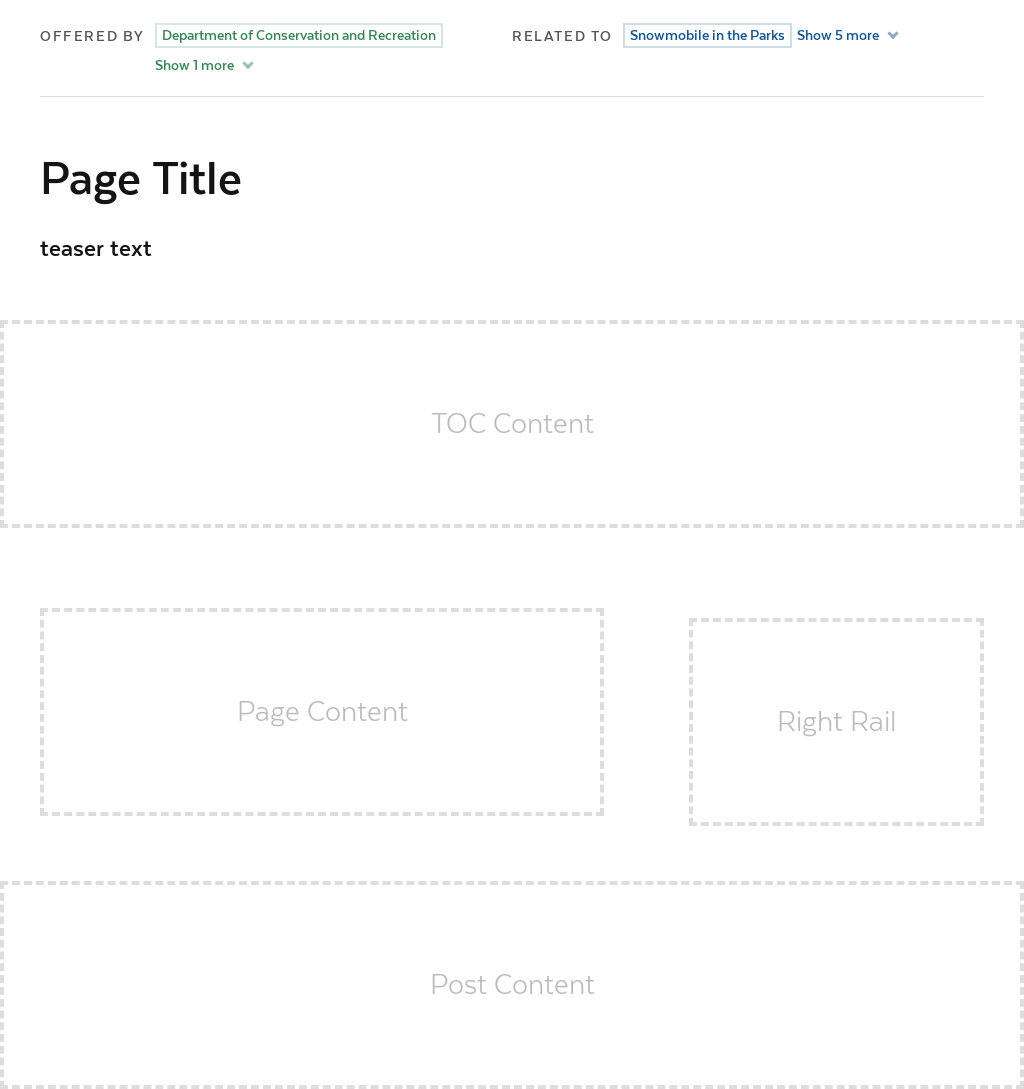 OFFERED BY Department of Conservation and Recreation
Show 1 more
RELATED TO Snowmobile in the Parks Show 5 more
Page Title
teaser text
TOC Content
Page Content
Right Rail
Post Content